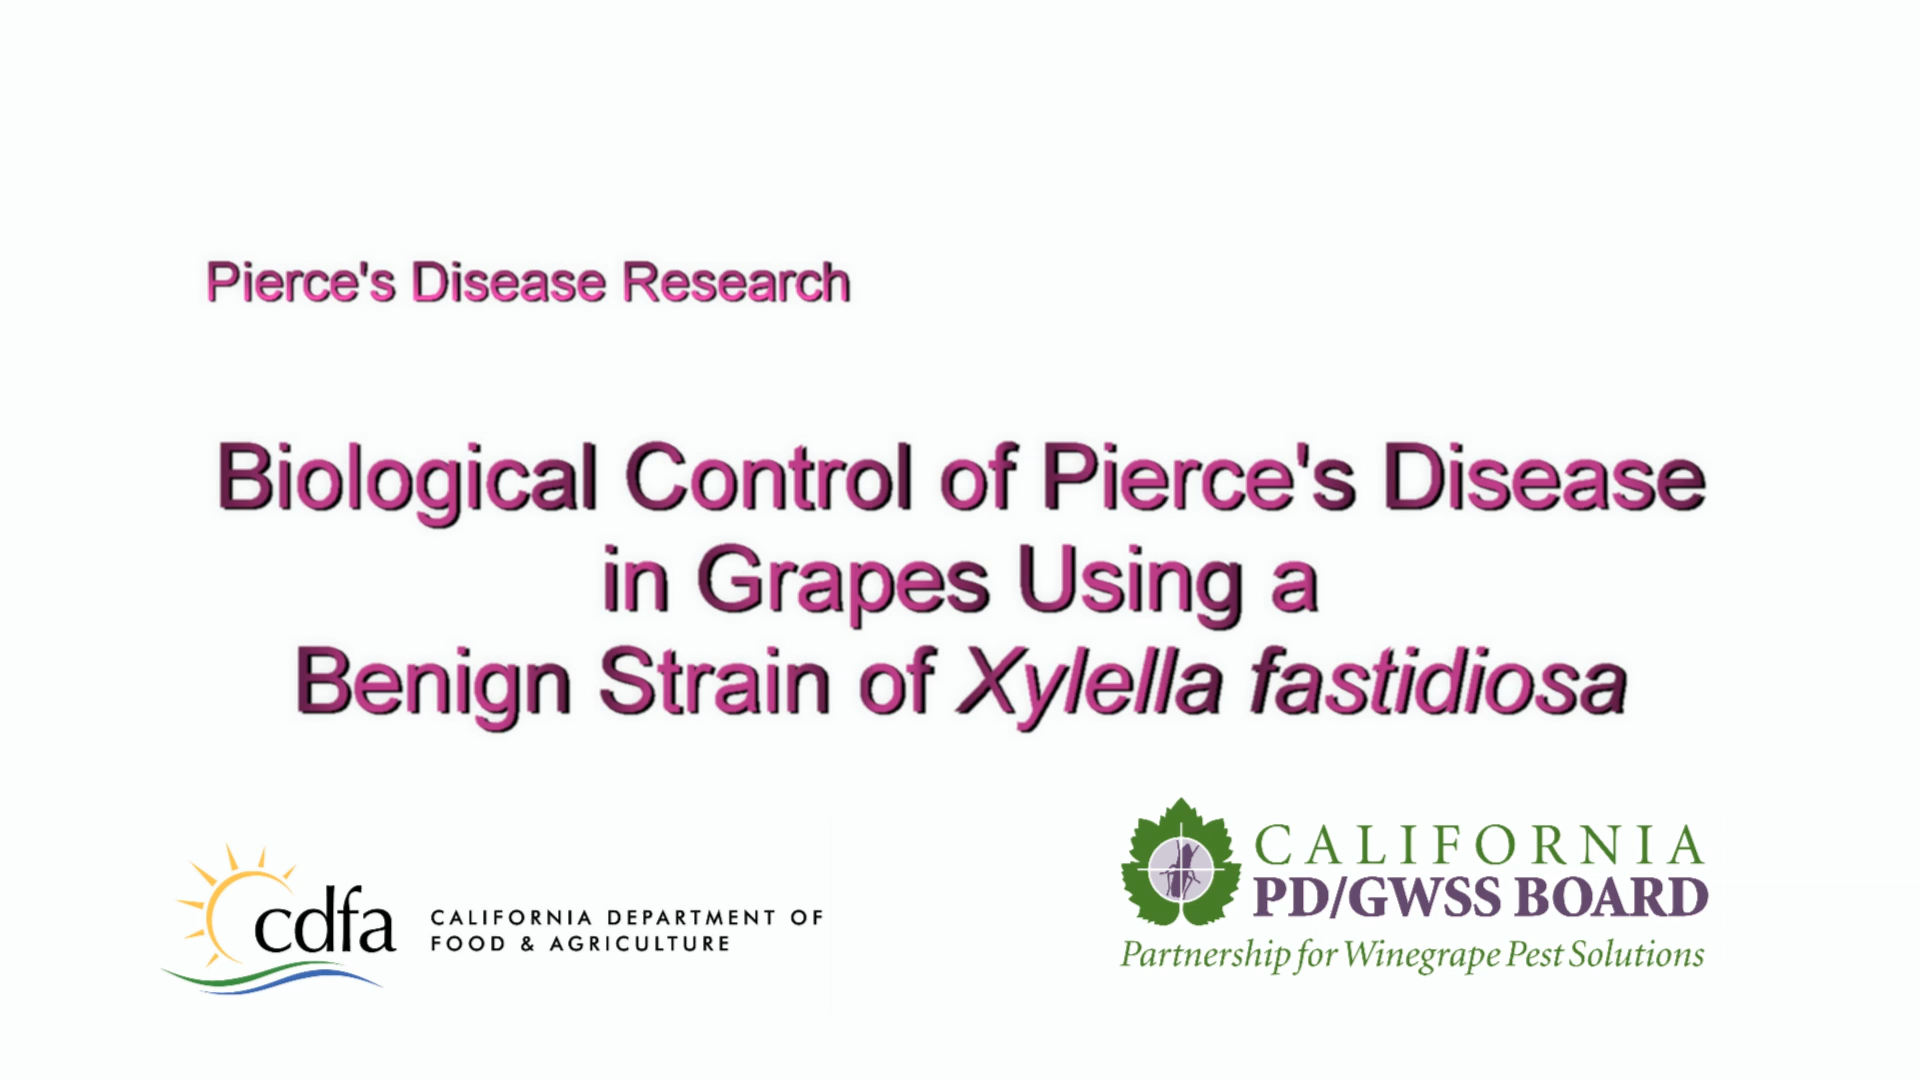 Pierce's Disease Research
Biological Control of Pierce's Disease
in Grapes Using a
Benign Strain of Xylella fastidiosa
cdfa
CALIFORNIA DEPARTMENT OF
FOOD & AGRICULTURE
CALIFORNIA
PD/GWSS BOARD
Partnership for Winegrape Pest Solutions